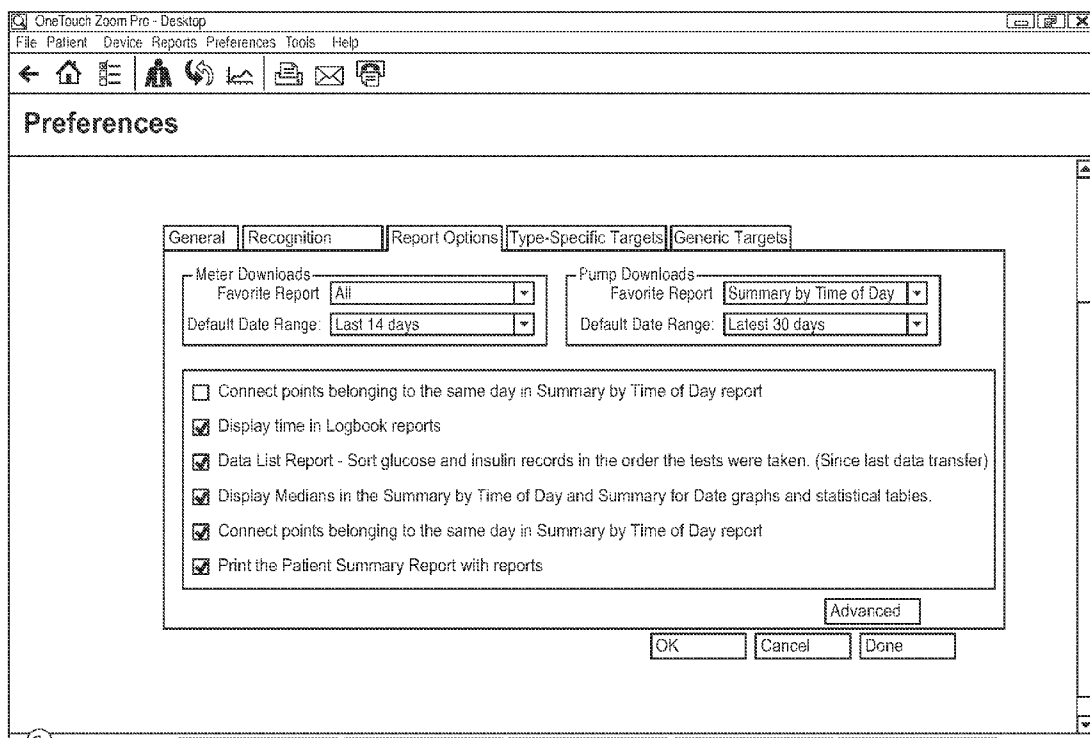 OneTouch Zoom Pro - Desktop
File Patient Device Reports Preferences Tools Help
Preferences
General Recognition Report Options Type-Specific Targets Generic Targets
Meter Downloads Pump Downloads
Favorite Report All Favorite Report Summary by Time of Day
Default Date Range: Last 14 days Default Date Range: Latest 30 days
Connect points belonging to the same day in Summary by Time of Day report
Display time in Logbook reports
Data List Report - Sort glucose and insulin records in the order the tests were taken. (Since last data transfer)
Display Medians in the Summary by Time of Day and Summary for Date graphs and statistical tables.
Connect points belonging to the same day in Summary by Time of Day report
Print the Patient Summary Report with reports
Advanced
OK Cancel Done